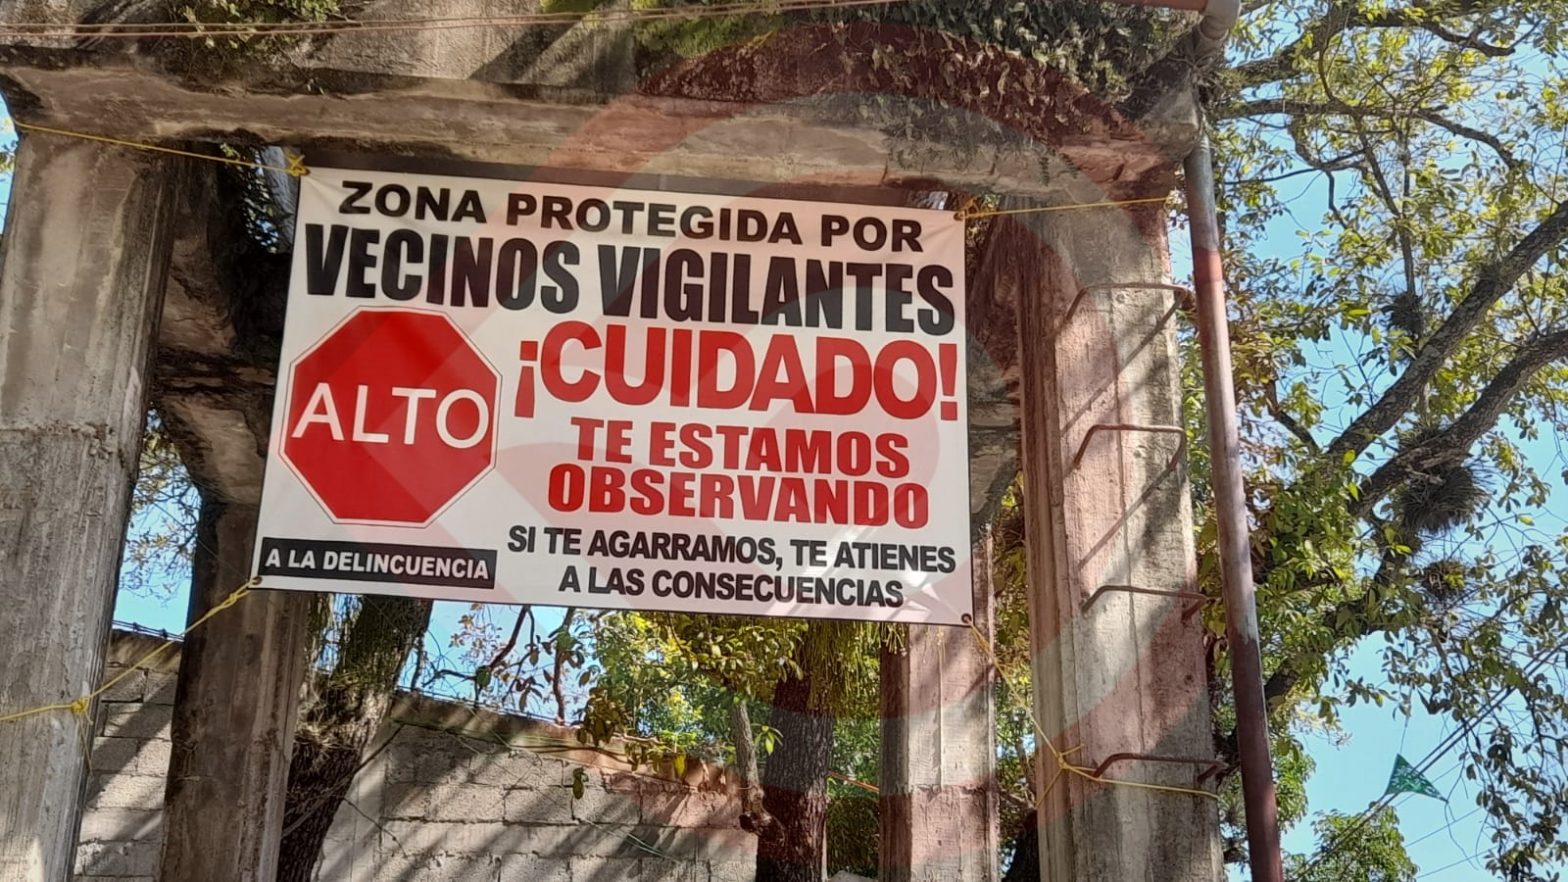 ZONA PROTEGIDA POR
VECINOS VIGILANTES
ALTO
A LA DELINCUENCIA
¡CUIDADO!
TE ESTAMOS
OBSERVANDO
SI TE AGARRAMOS, TE ATIENES
A LAS CONSECUENCIAS